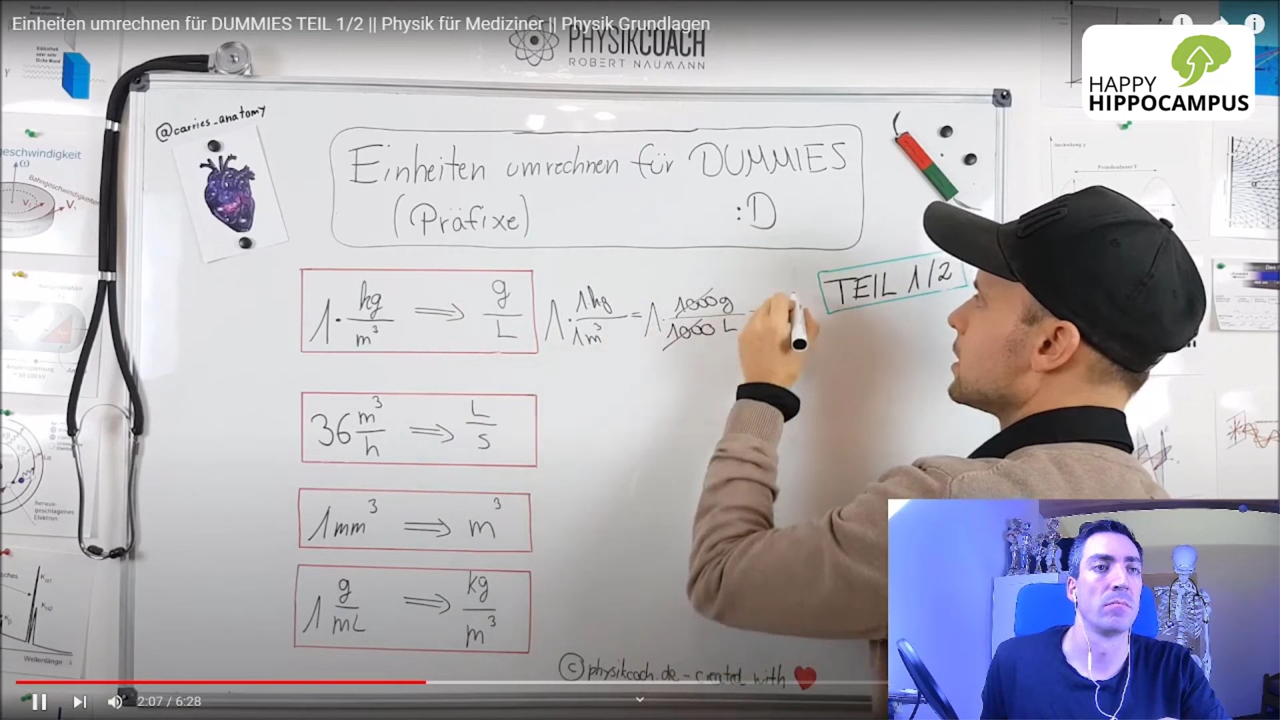 Einheiten umrechnen für DUMMIES TEIL 1/2 || Physik für Mediziner || Physik Grundlagen
PHYSIKCOACH
ROBERT NAUMANN
HAPPY
HIPPOCAMPUS
@carries_anatomy
Einheiten umrechnen für DUMMIES
(Präfixe) :D
TEIL 1/2
1 · kg/m³ ⇒ g/L
1 · 1kg/1m³ = 1 · 1000g/1000 L =
36 m³/h ⇒ L/s
1mm³ ⇒ m³
1 g/mL ⇒ kg/m³
© physikcoach.de - created with ❤
geschwindigkeit
Bahngeschwindigkeiten
Wellenlänge
2:07 / 6:28